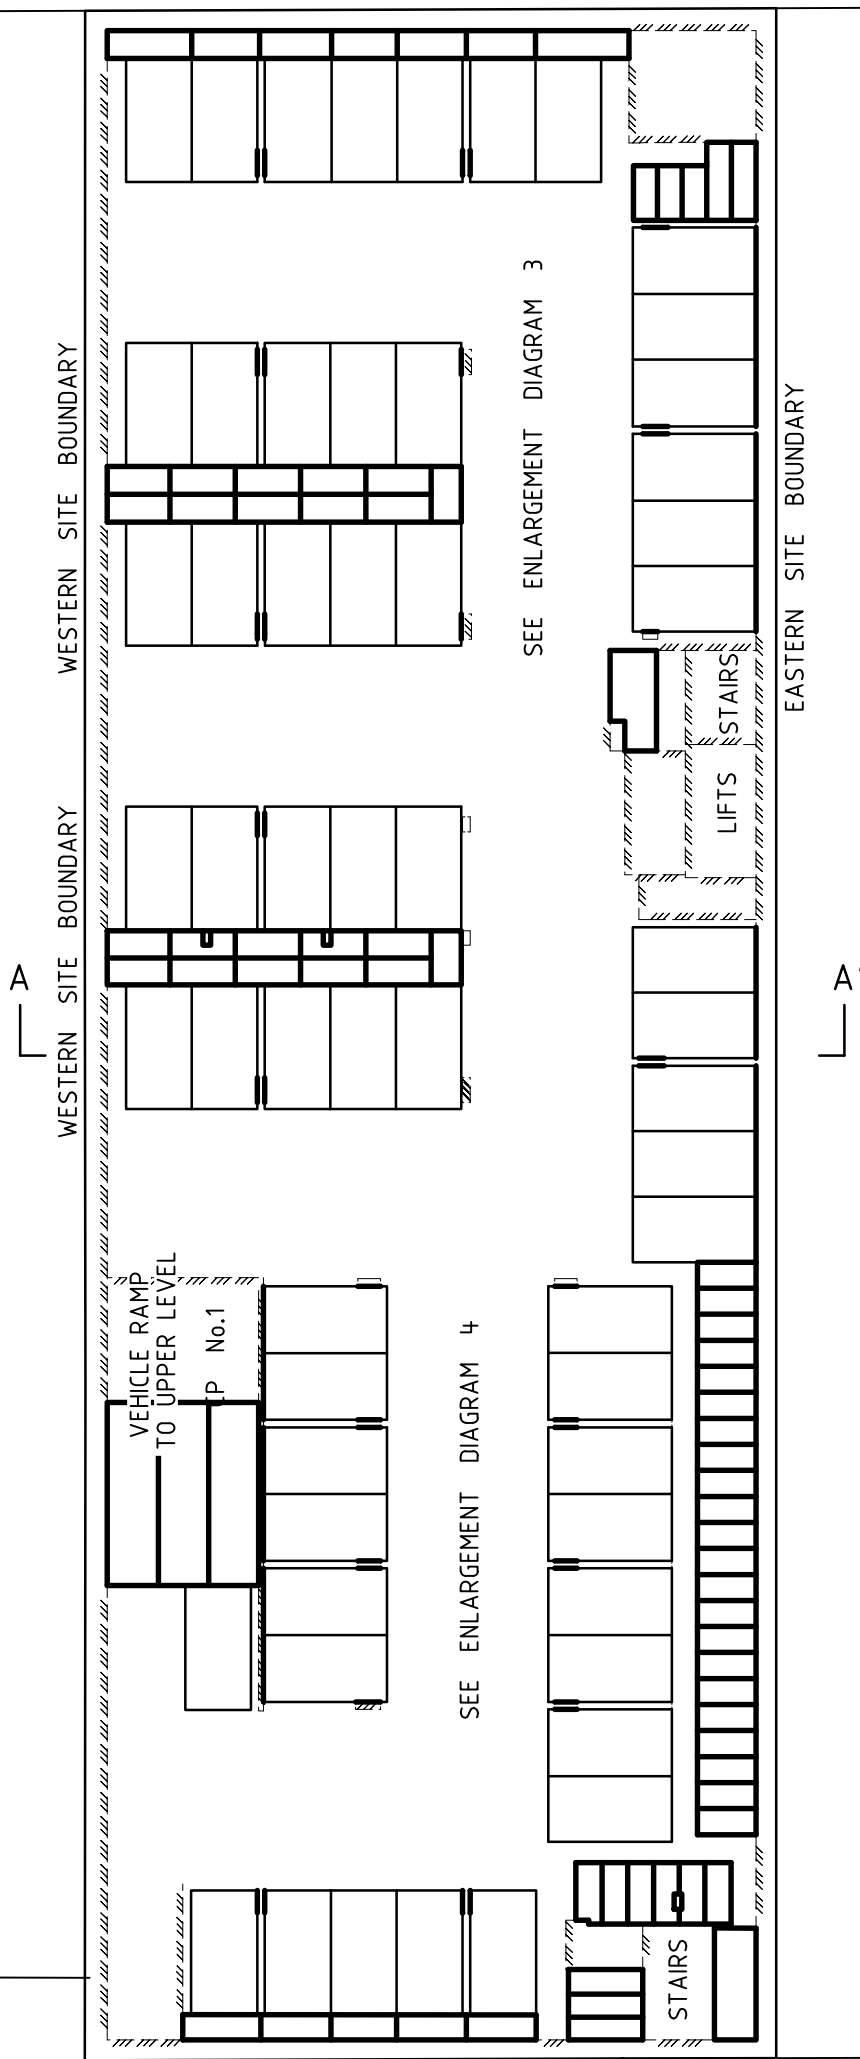 SEE ENLARGEMENT DIAGRAM 3
WESTERN SITE BOUNDARY
EASTERN SITE BOUNDARY
STAIRS
LIFTS
WESTERN SITE BOUNDARY
A
A'
VEHICLE RAMP
TO UPPER LEVEL
No.1
SEE ENLARGEMENT DIAGRAM 4
STAIRS